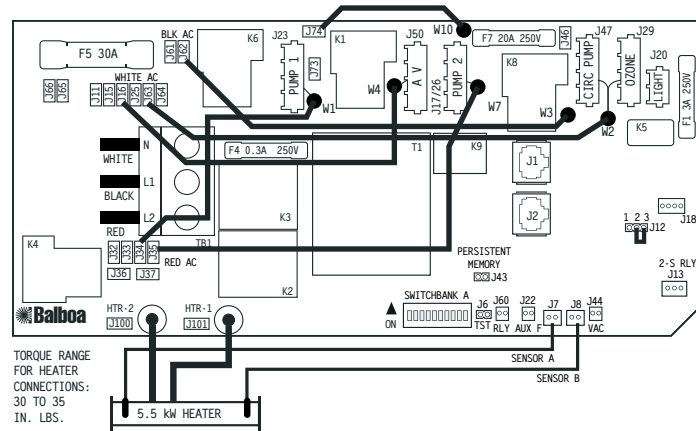 BLK AC
K6
J23
J74
W10
F7 20A 250V
J46
J47
J29
F5 30A
J61
J62
PUMP 1
J73
K1
J50
A V
J17/26
PUMP 2
K8
CIRC PUMP
OZONE
J20
LIGHT
F1 3A 250V
J66
J65
WHITE AC
J11
J15
J16
J25
J63
J64
W1
W4
W7
W3
W2
K5
N
WHITE
F4 0.3A 250V
T1
K9
J1
L1
BLACK
L2
K3
J2
J18
1 2 3
J12
RED
TB1
K4
J32
J33
J34
J35
RED AC
J36
J37
K2
PERSISTENT
MEMORY
J43
2-S RLY
J13
Balboa
HTR-2
J100
HTR-1
J101
ON
SWITCHBANK A
J6
TST
J60
RLY
J22
AUX F
J7
J8
J44
VAC
SENSOR A
SENSOR B
TORQUE RANGE
FOR HEATER
CONNECTIONS:
30 TO 35
IN. LBS.
5.5 kW HEATER